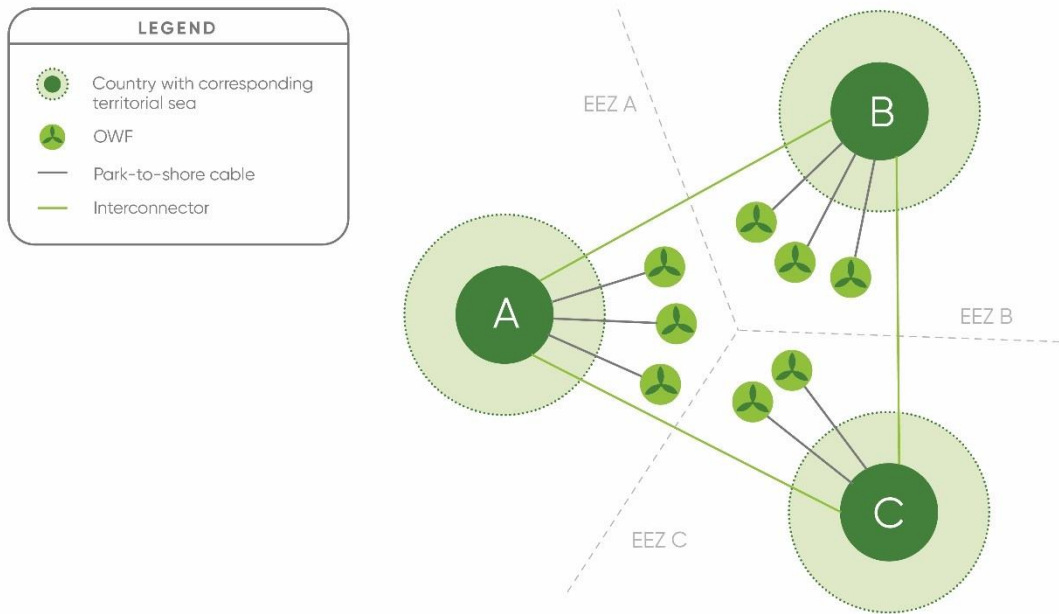 LEGEND
Country with corresponding
territorial sea
OWF
Park-to-shore cable
Interconnector
EEZ A
B
A
EEZ B
EEZ C
C